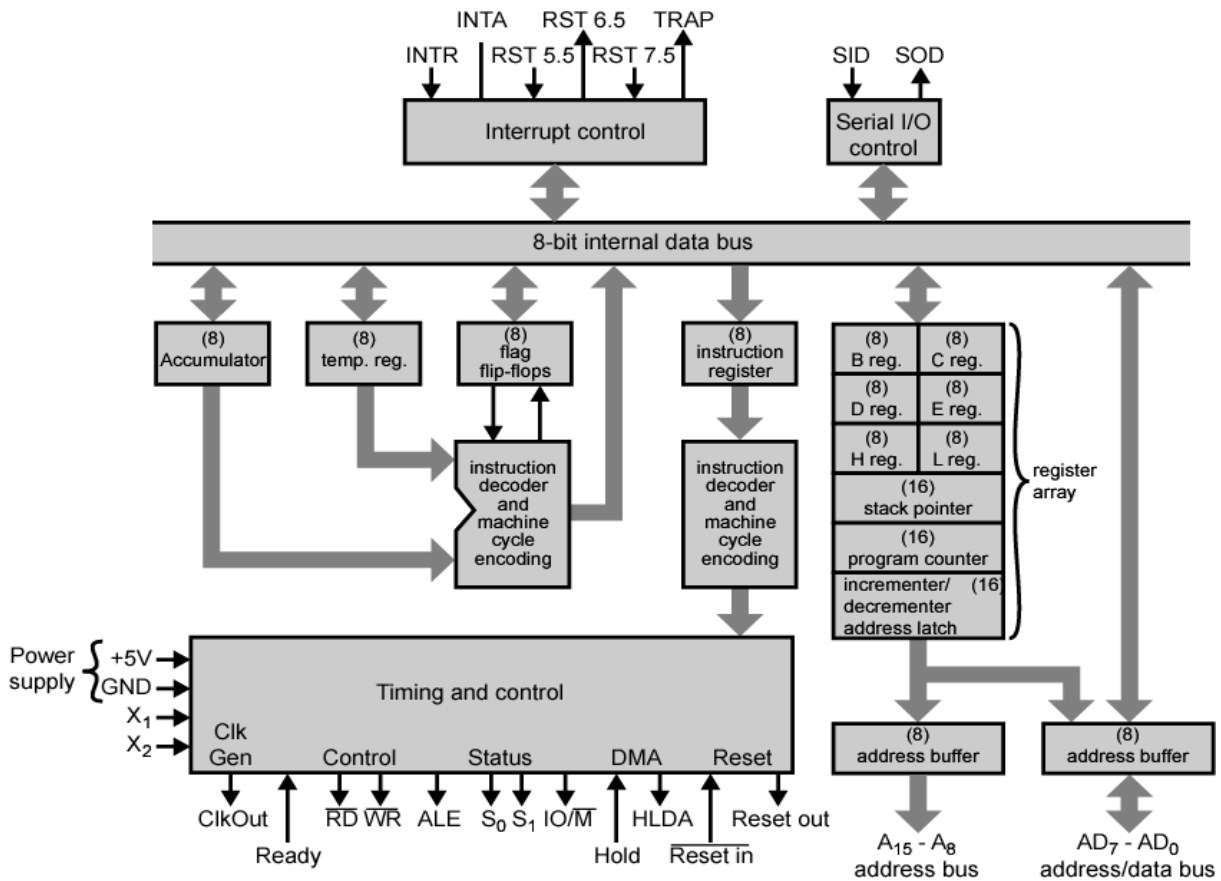 INTA RST 6.5 TRAP
INTR RST 5.5 RST 7.5 SID SOD
Interrupt control
Serial I/O
control
8-bit internal data bus
(8)
Accumulator
(8)
temp. reg.
(8)
flag
flip-flops
(8)
instruction
register
(8)
B reg.
(8)
C reg.
(8)
D reg.
(8)
E reg.
(8)
H reg.
(8)
L reg.
(16)
stack pointer
(16)
program counter
incrementer/ (16)
decrementer
address latch
register
array
instruction
decoder
and
machine
cycle
encoding
instruction
decoder
and
machine
cycle
encoding
Power
supply
+5V
GND
X1
X2
Timing and control
Clk
Gen Control Status DMA Reset
ClkOut R̅D̅ W̅R̅ ALE S0 S1 IO/M̅ HLDA Reset out
Ready Hold R̅e̅s̅e̅t̅ i̅n̅
(8)
address buffer
(8)
address buffer
A15 - A8
address bus
AD7 - AD0
address/data bus